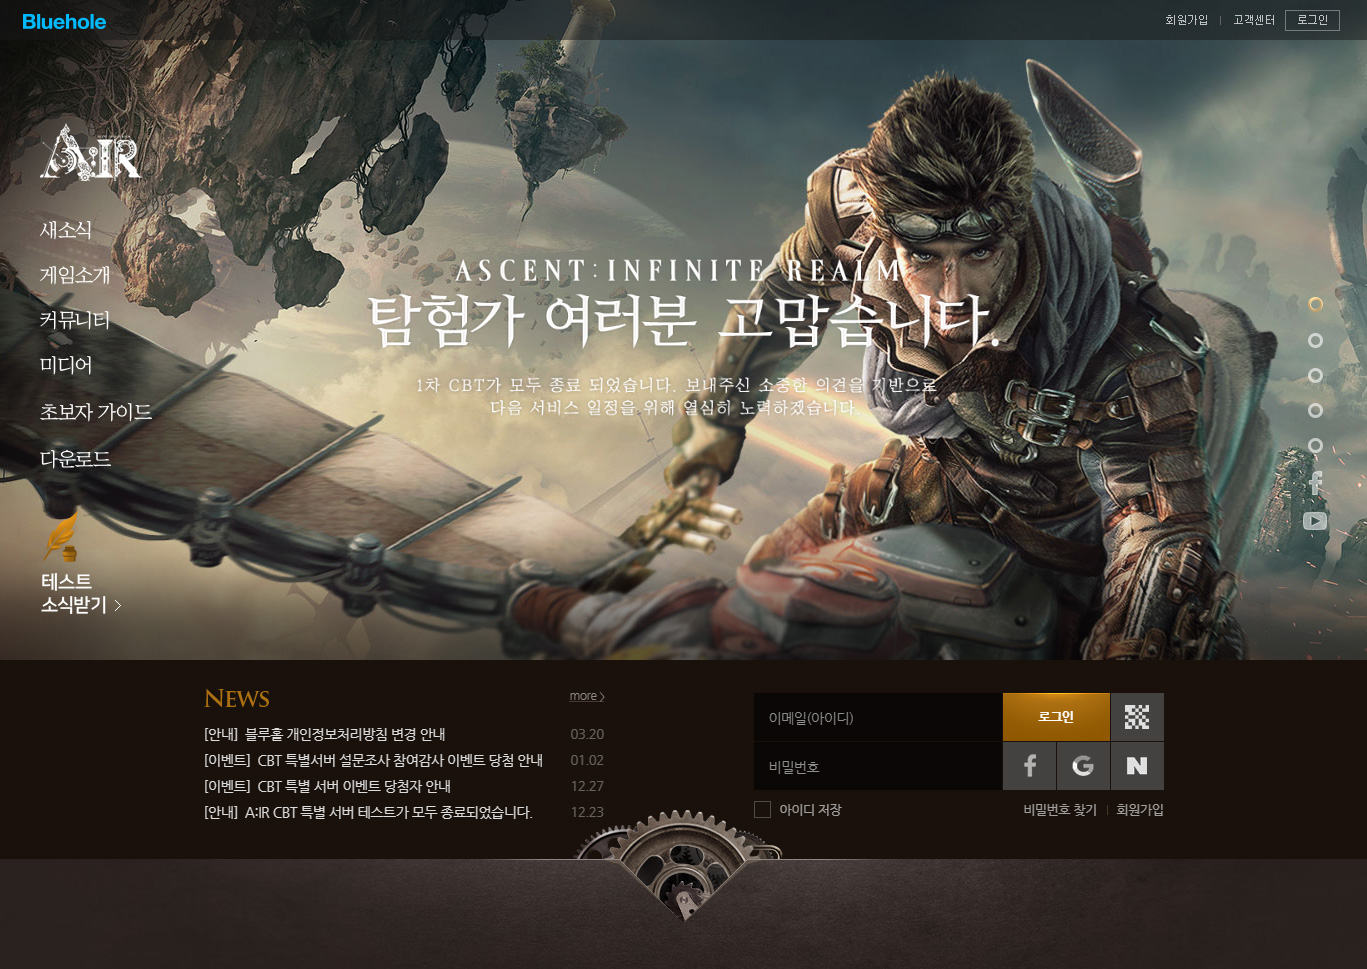 Bluehole
회원가입
고객센터
로그인
A:IR
새소식
게임소개
커뮤니티
미디어
초보자 가이드
다운로드
테스트
소식받기
ASCENT:INFINITE REALM
탐험가 여러분 고맙습니다.
1차 CBT가 모두 종료 되었습니다. 보내주신 소중한 의견을 기반으로
다음 서비스 일정을 위해 열심히 노력하겠습니다.
NEWS
more
[안내] 블루홀 개인정보처리방침 변경 안내 03.20
[이벤트] CBT 특별서버 설문조사 참여감사 이벤트 당첨 안내 01.02
[이벤트] CBT 특별 서버 이벤트 당첨자 안내 12.27
[안내] A:IR CBT 특별 서버 테스트가 모두 종료되었습니다. 12.23
이메일(아이디)
로그인
비밀번호
아이디 저장
비밀번호 찾기
회원가입